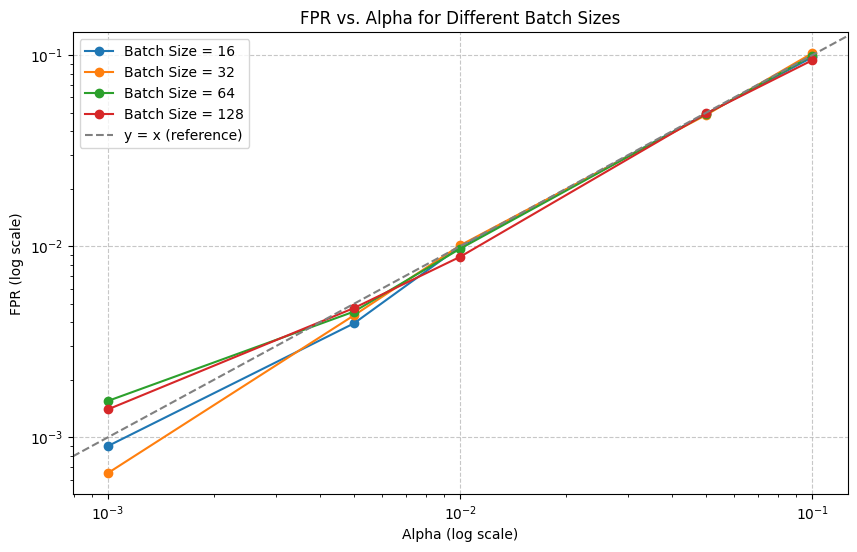 FPR vs. Alpha for Different Batch Sizes
Batch Size = 16
Batch Size = 32
Batch Size = 64
Batch Size = 128
y = x (reference)
FPR (log scale)
10⁻¹
10⁻²
10⁻³
10⁻³ 10⁻² 10⁻¹
Alpha (log scale)